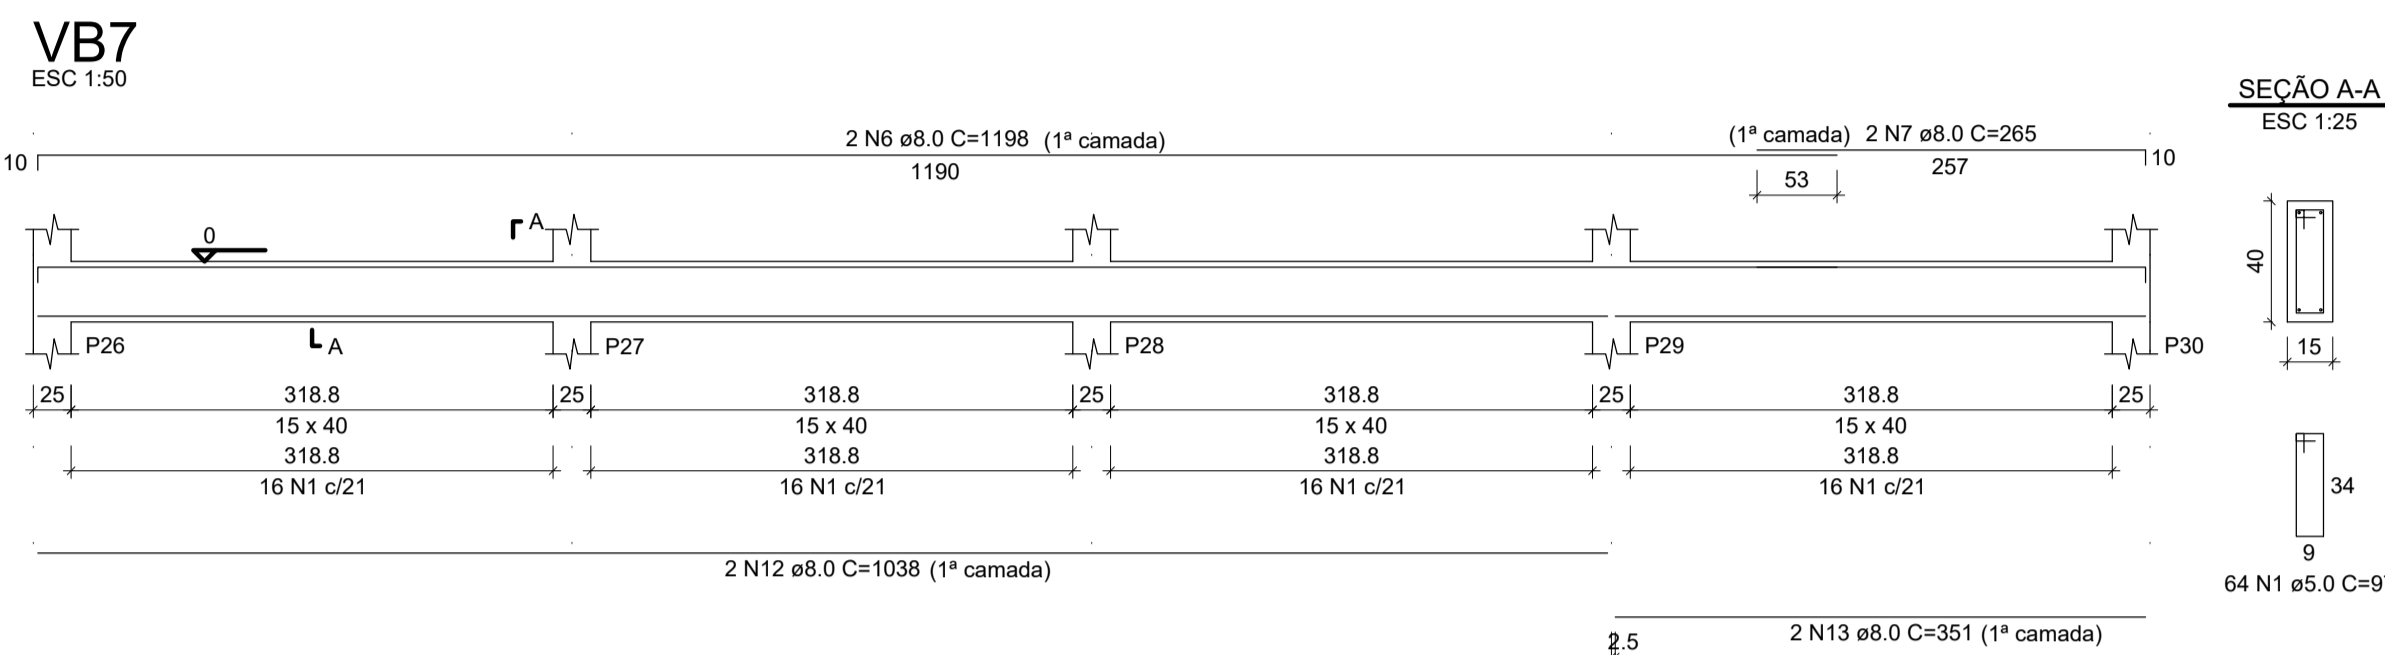 VB7
ESC 1:50
SEÇÃO A-A
ESC 1:25
2 N6 ø8.0 C=1198 (1ª camada)
(1ª camada) 2 N7 ø8.0 C=265
10
1190
257
10
53
A
0
40
A
P26
P27
P28
P29
P30
15
25 318.8 25 318.8 25 318.8 25 318.8 25
15 x 40 15 x 40 15 x 40 15 x 40
318.8 318.8 318.8 318.8
16 N1 c/21 16 N1 c/21 16 N1 c/21 16 N1 c/21
34
9
2 N12 ø8.0 C=1038 (1ª camada)
64 N1 ø5.0
2 N13 ø8.0 C=351 (1ª camada)